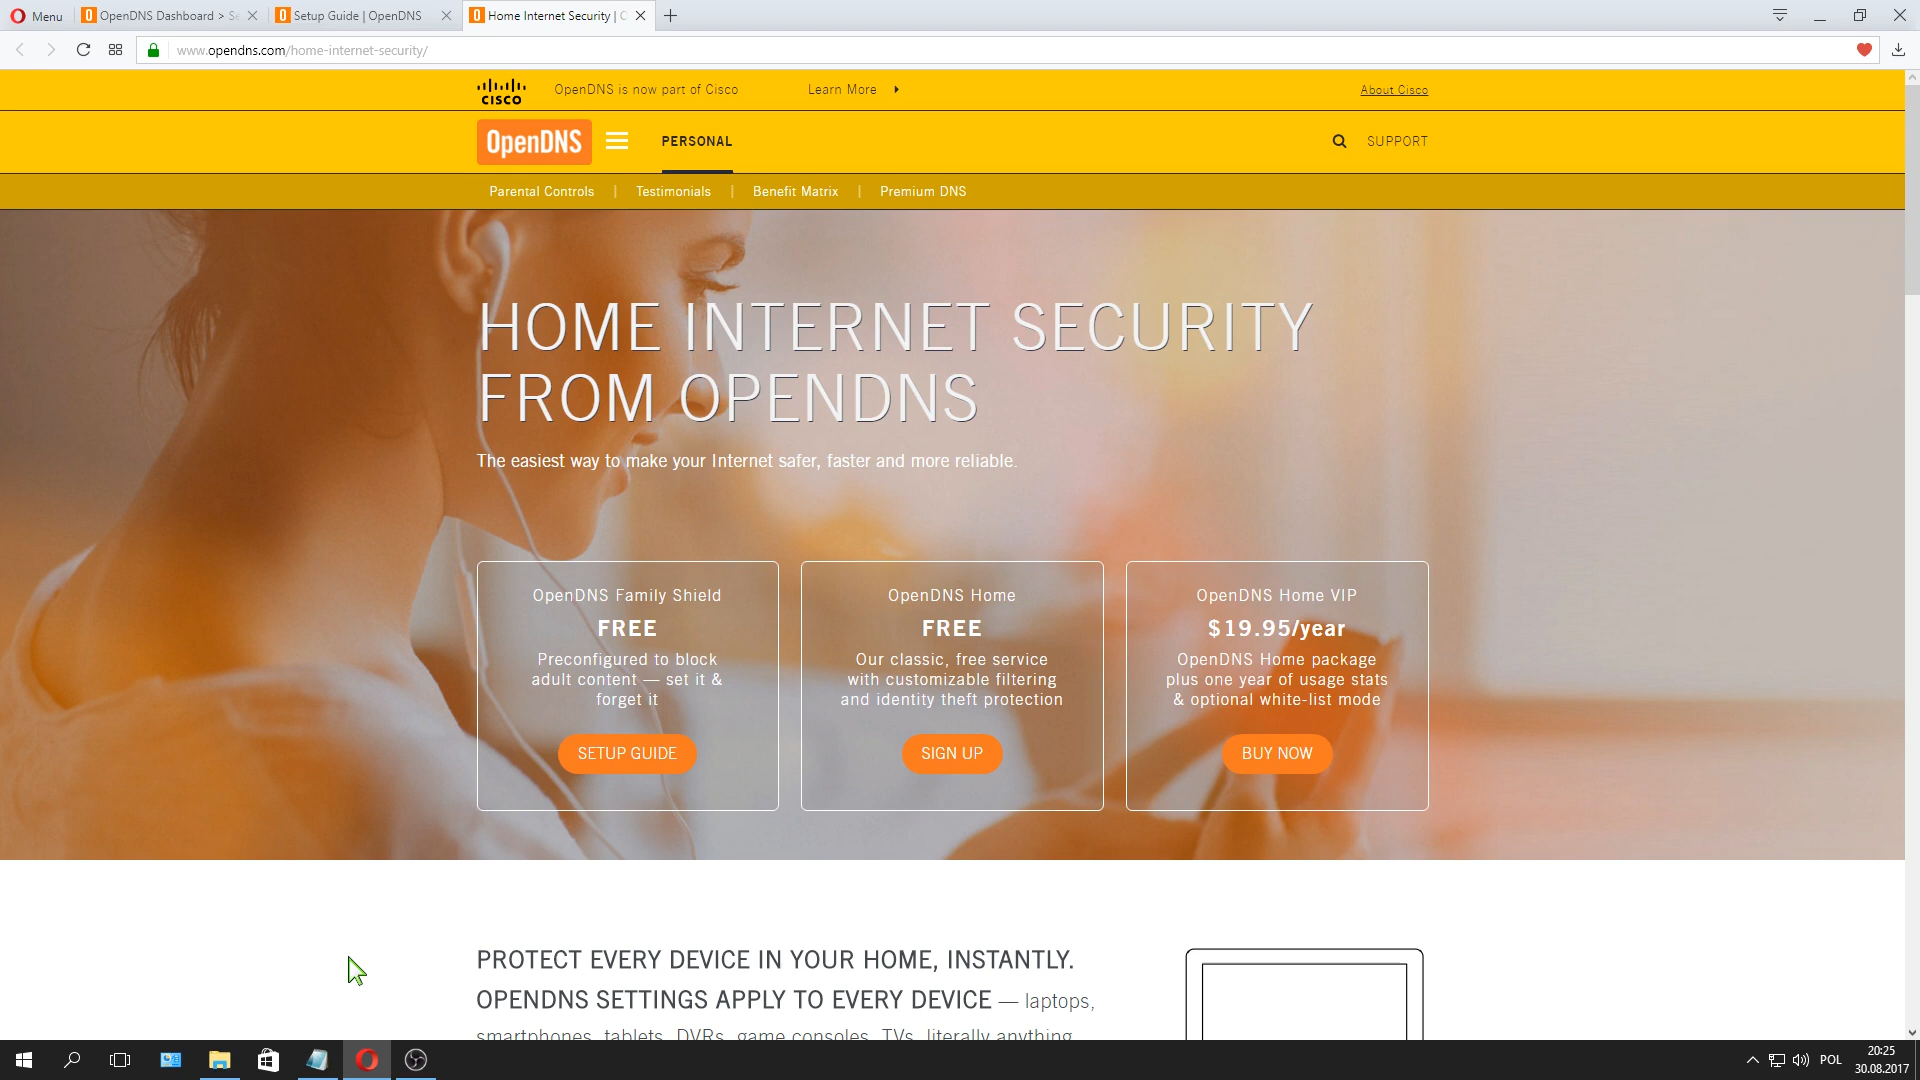 Menu
OpenDNS Dashboard > Se
Setup Guide | OpenDNS
Home Internet Security | O
www.opendns.com/home-internet-security/
CISCO
OpenDNS is now part of Cisco
Learn More
About Cisco
OpenDNS
PERSONAL
SUPPORT
Parental Controls | Testimonials | Benefit Matrix | Premium DNS
HOME INTERNET SECURITY
FROM OPENDNS
The easiest way to make your Internet safer, faster and more reliable.
OpenDNS Family Shield
FREE
Preconfigured to block
adult content — set it &
forget it
SETUP GUIDE
OpenDNS Home
FREE
Our classic, free service
with customizable filtering
and identity theft protection
SIGN UP
OpenDNS Home VIP
$19.95/year
OpenDNS Home package
plus one year of usage stats
& optional white-list mode
BUY NOW
PROTECT EVERY DEVICE IN YOUR HOME, INSTANTLY.
OPENDNS SETTINGS APPLY TO EVERY DEVICE — laptops,
smartphones, tablets, DVRs, game consoles, TVs, literally anything
POL
20:25
30.08.2017